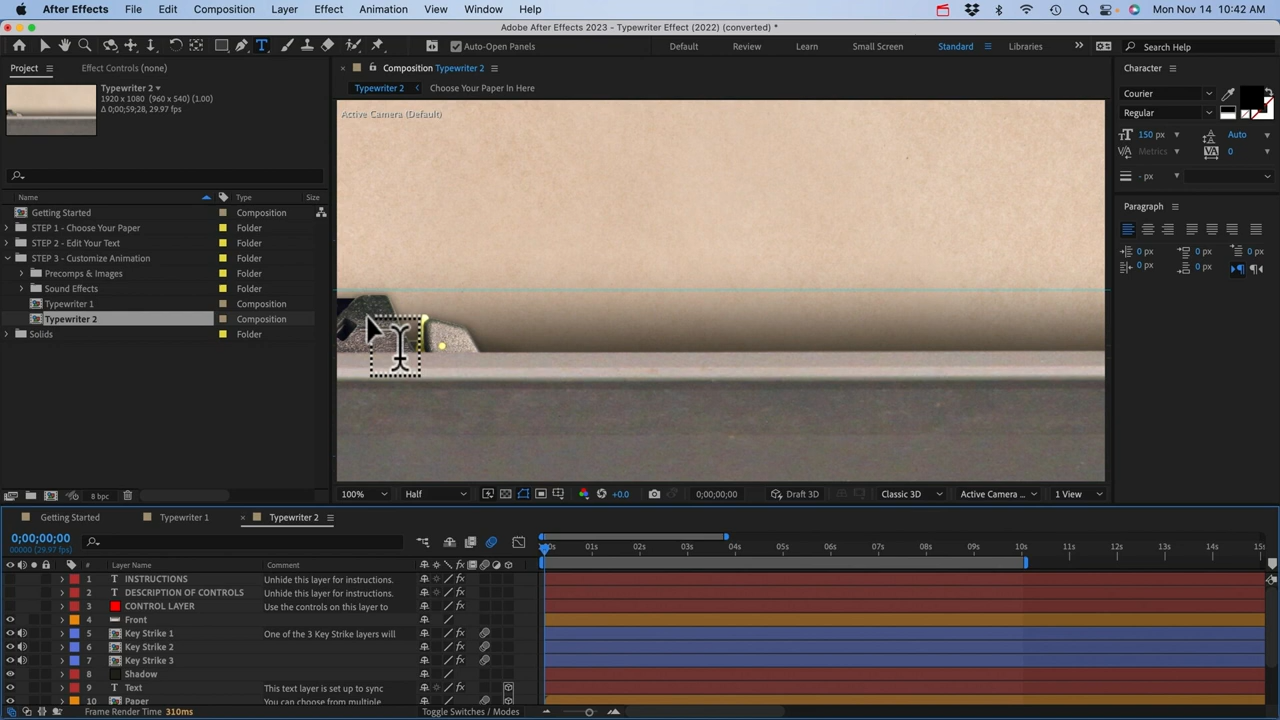 After Effects File Edit Composition Layer Effect Animation View Window Help Mon Nov 14 10:42 AM
Adobe After Effects 2023 - Typewriter Effect (2022) (converted) *
Auto-Open Panels Default Review Learn Small Screen Standard Libraries Search Help
Project Effect Controls (none)
Composition Typewriter 2
Character
Typewriter 2
1920 x 1080 (960 x 540) (1.00)
Δ 0;00;59;28, 29.97 fps
Typewriter 2 Choose Your Paper In Here
Active Camera (Default)
Courier
Regular
150 px Auto
Metrics 0
- px
Paragraph
0 px 0 px 0 px
0 px 0 px
Name Type Size
Getting Started Composition
STEP 1 - Choose Your Paper Folder
STEP 2 - Edit Your Text Folder
STEP 3 - Customize Animation Folder
Precomps & Images Folder
Sound Effects Folder
Typewriter 1 Composition
Typewriter 2 Composition
Solids Folder
8 bpc
100% Half +0.0 0;00;00;00 Draft 3D Classic 3D Active Camera ... 1 View
Getting Started Typewriter 1 Typewriter 2
0;00;00;00
00000 (29.97 fps)
01s 02s 03s 04s 05s 06s 07s 08s 09s 10s 11s 12s 13s 14s 15s
# Layer Name Comment
1 INSTRUCTIONS Unhide this layer for instructions.
2 DESCRIPTION OF CONTROLS Unhide this layer for instructions.
3 CONTROL LAYER Use the controls on this layer to
4 Front
5 Key Strike 1 One of the 3 Key Strike layers will
6 Key Strike 2
7 Key Strike 3
8 Shadow
9 Text This text layer is set up to sync
10 Paper You can choose from multiple
Frame Render Time 310ms Toggle Switches / Modes